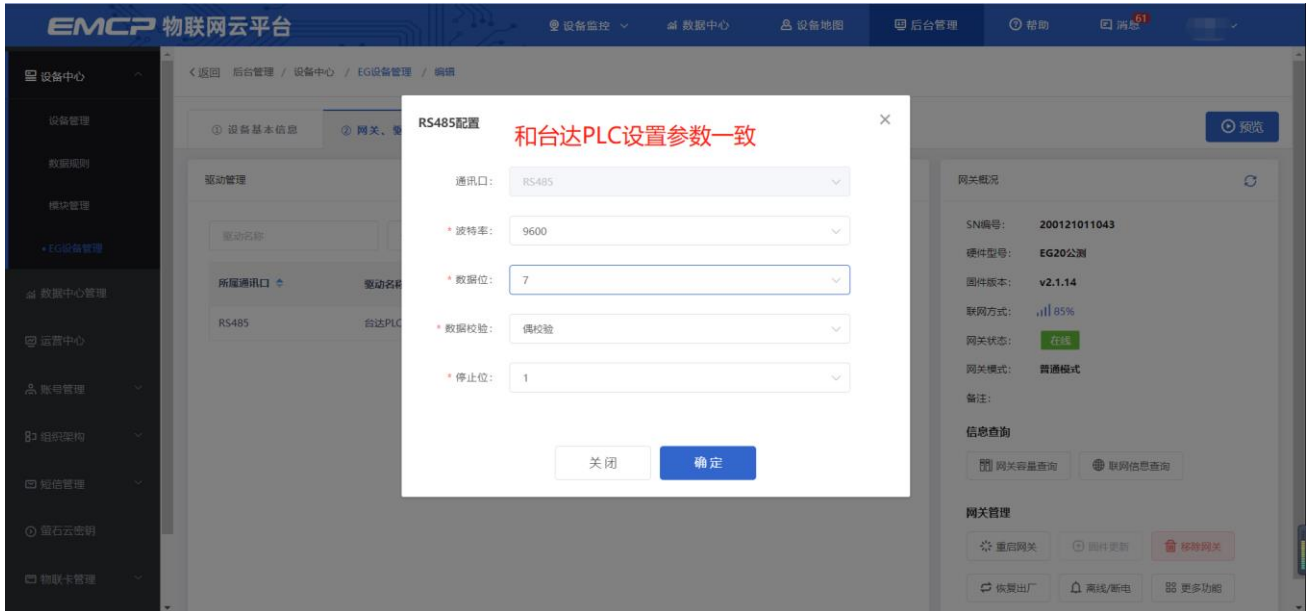 EMCP 物联网云平台
设备监控
数据中心
设备地图
后台管理
帮助
消息
61
设备中心
设备管理
数据规则
模块管理
EG设备管理
数据中心管理
运营中心
账号管理
组织架构
短信管理
萤石云密钥
物联卡管理
返回 后台管理 / 设备中心 / EG设备管理 / 编辑
① 设备基本信息
② 网关、驱
预览
驱动管理
驱动名称
所属通讯口
驱动名称
RS485
台达PLC
RS485配置
和台达PLC设置参数一致
通讯口: RS485
* 波特率: 9600
* 数据位: 7
* 数据校验: 偶校验
* 停止位: 1
关闭
确定
网关概况
SN编号: 200121011043
硬件型号: EG20公测
固件版本: v2.1.14
联网方式: 85%
网关状态: 在线
网关模式: 普通模式
备注:
信息查询
网关容量查询
联网信息查询
网关管理
重启网关
固件更新
移除网关
恢复出厂
离线/断电
更多功能